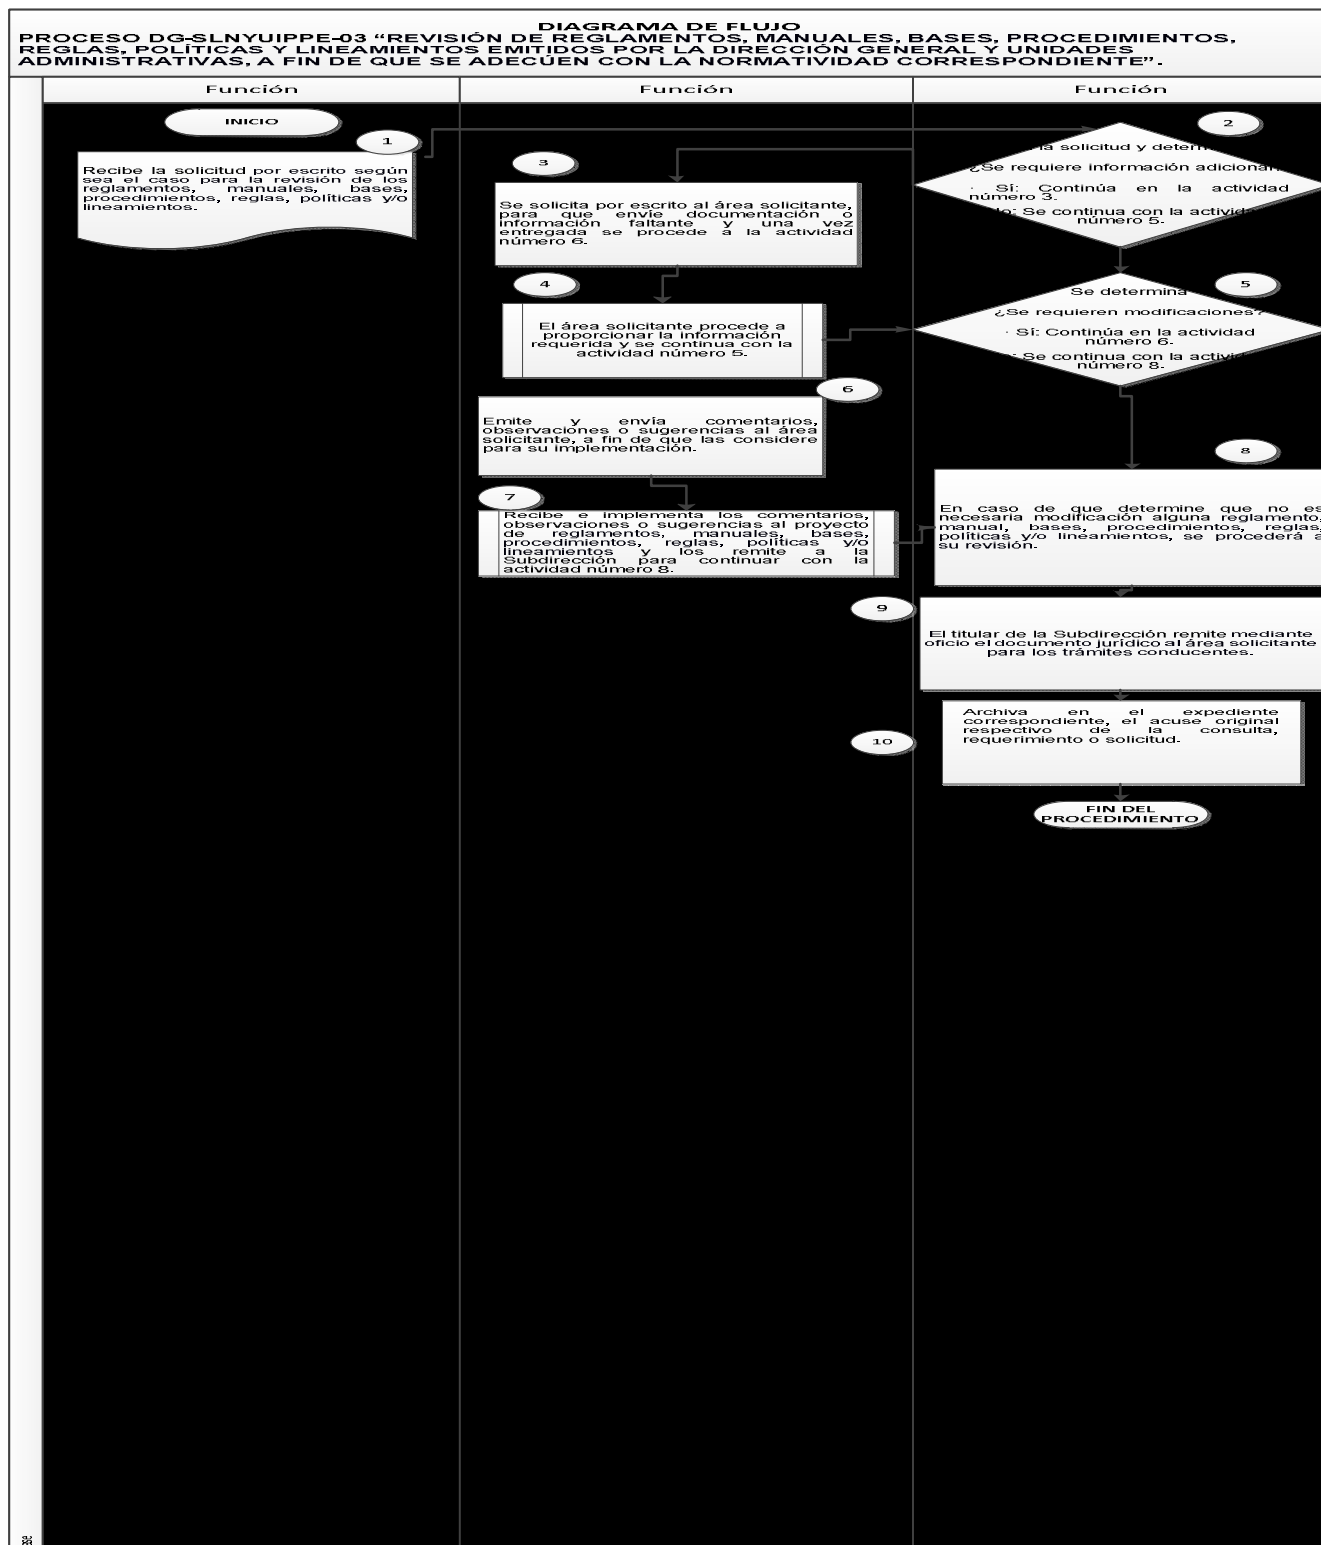 DIAGRAMA DE FLUJO
PROCESO DG-SLNYUIPPE-03 “REVISIÓN DE REGLAMENTOS, MANUALES, BASES, PROCEDIMIENTOS,
REGLAS, POLÍTICAS Y LINEAMIENTOS EMITIDOS POR LA DIRECCIÓN GENERAL Y UNIDADES
ADMINISTRATIVAS, A FIN DE QUE SE ADECÚEN CON LA NORMATIVIDAD CORRESPONDIENTE”.
Función
Función
Función
INICIO
1
Recibe la solicitud por escrito según
sea el caso para la revisión de los
reglamentos, manuales, bases,
procedimientos, reglas, políticas y/o
lineamientos.
2
la solicitud y
¿Se requiere información
· Sí: Continúa en la actividad
número 3.
Se continua con la
número 5.
3
Se solicita por escrito al área solicitante,
para que envíe documentación o
información faltante y una vez
entregada se procede a la actividad
número 6.
4
El área solicitante procede a
proporcionar la información
requerida y se continua con la
actividad número 5.
5
Se determina
¿Se requieren modificaciones?
· Sí: Continúa en la actividad
número 6.
: Se continua con la
número 8.
6
Emite y envía comentarios,
observaciones o sugerencias al área
solicitante, a fin de que las considere
para su implementación.
7
Recibe e implementa los comentarios,
observaciones o sugerencias al proyecto
de reglamentos, manuales, bases,
procedimientos, reglas, políticas y/o
lineamientos y los remite a la
Subdirección para continuar con la
actividad número 8.
8
En caso de que determine que no es
necesaria modificación alguna reglamento,
manual, bases, procedimientos, reglas,
políticas y/o lineamientos, se procederá a
su revisión.
9
El titular de la Subdirección remite mediante
oficio el documento jurídico al área solicitante
para los trámites conducentes.
10
Archiva en el expediente
correspondiente, el acuse original
respectivo de la consulta,
requerimiento o solicitud.
FIN DEL
PROCEDIMIENTO